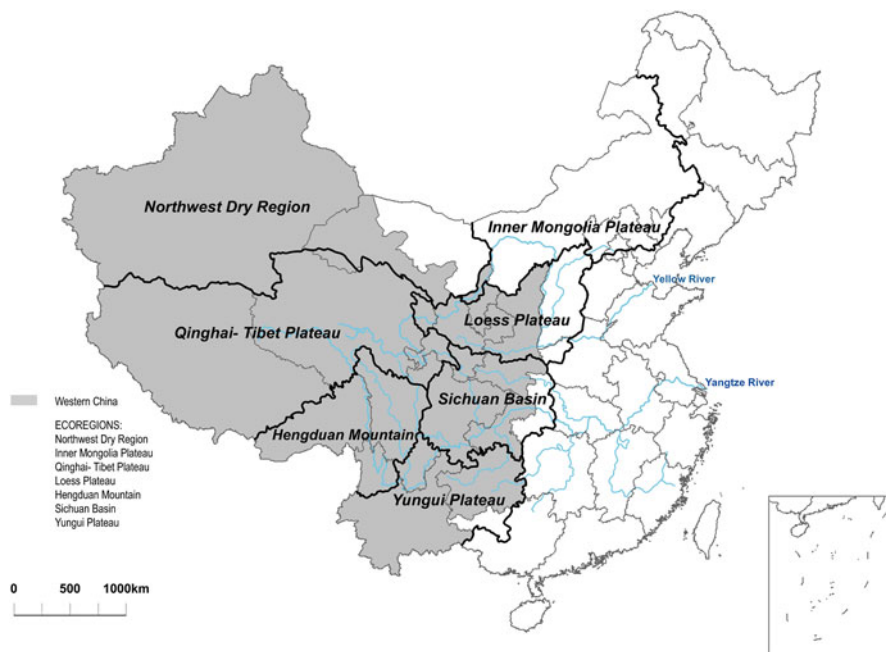 Northwest Dry Region
Inner Mongolia Plateau
Yellow River
Qinghai- Tibet Plateau
Loess Plateau
Yangtze River
Sichuan Basin
Hengduan Mountain
Yungui Plateau
Western China
ECOREGIONS:
Northwest Dry Region
Inner Mongolia Plateau
Qinghai- Tibet Plateau
Loess Plateau
Hengduan Mountain
Sichuan Basin
Yungui Plateau
0 500 1000km